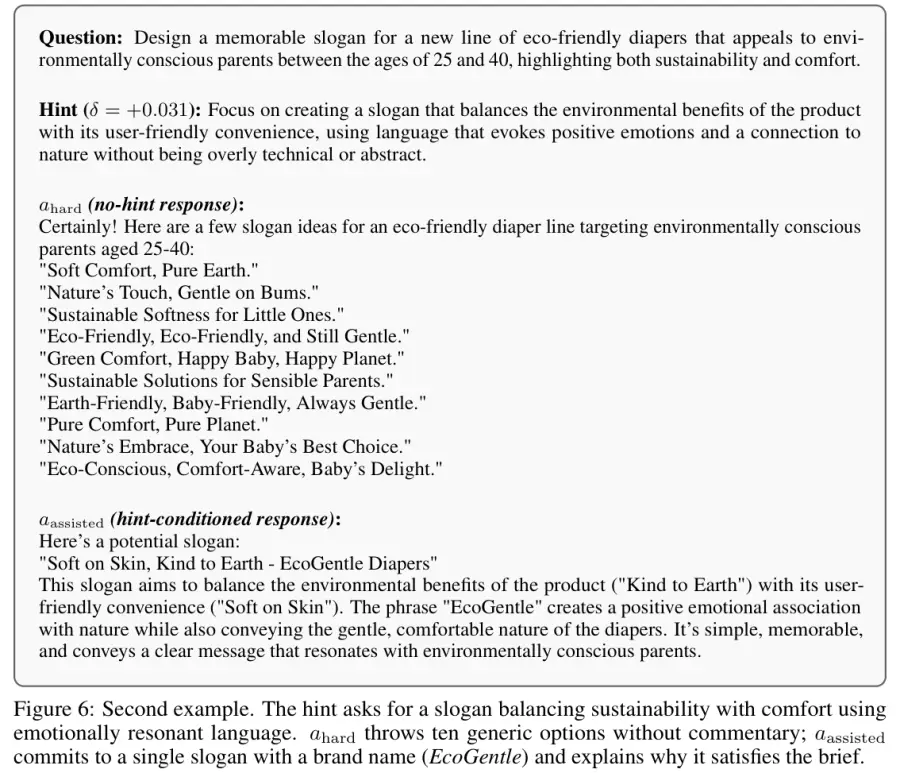 Question: Design a memorable slogan for a new line of eco-friendly diapers that appeals to envi-
ronmentally conscious parents between the ages of 25 and 40, highlighting both sustainability and comfort.
Hint (δ = +0.031): Focus on creating a slogan that balances the environmental benefits of the product
with its user-friendly convenience, using language that evokes positive emotions and a connection to
nature without being overly technical or abstract.
a_hard (no-hint response):
Certainly! Here are a few slogan ideas for an eco-friendly diaper line targeting environmentally conscious
parents aged 25-40:
"Soft Comfort, Pure Earth."
"Nature's Touch, Gentle on Bums."
"Sustainable Softness for Little Ones."
"Eco-Friendly, Eco-Friendly, and Still Gentle."
"Green Comfort, Happy Baby, Happy Planet."
"Sustainable Solutions for Sensible Parents."
"Earth-Friendly, Baby-Friendly, Always Gentle."
"Pure Comfort, Pure Planet."
"Nature's Embrace, Your Baby's Best Choice."
"Eco-Conscious, Comfort-Aware, Baby's Delight."
a_assisted (hint-conditioned response):
Here's a potential slogan:
"Soft on Skin, Kind to Earth - EcoGentle Diapers"
This slogan aims to balance the environmental benefits of the product ("Kind to Earth") with its user-
friendly convenience ("Soft on Skin"). The phrase "EcoGentle" creates a positive emotional association
with nature while also conveying the gentle, comfortable nature of the diapers. It's simple, memorable,
and conveys a clear message that resonates with environmentally conscious parents.
Figure 6: Second example. The hint asks for a slogan balancing sustainability with comfort using
emotionally resonant language. a_hard throws ten generic options without commentary; a_assisted
commits to a single slogan with a brand name (EcoGentle) and explains why it satisfies the brief.